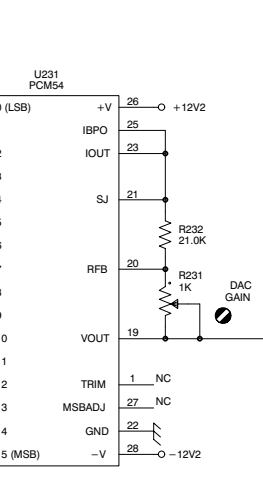 U231
PCM54
0 (LSB)
+V 26 +12V2
IBPO 25
2 IOUT 23
3
4 SJ 21
5
R232
21.0K
6
7 RFB 20
R231
1K
DAC
GAIN
8
9
0 VOUT 19
1
2 TRIM 1 NC
3 MSBADJ 27 NC
4 GND 22
5 (MSB) −V 28 −12V2